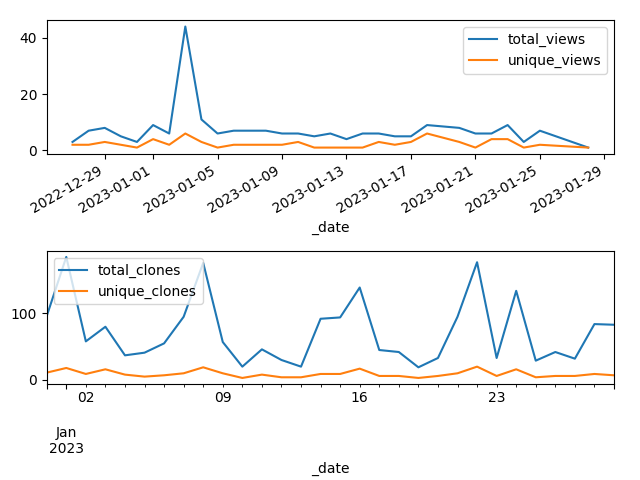 40
20
0
total_views
unique_views
2022-12-29
2023-01-01
2023-01-05
2023-01-09
2023-01-13
2023-01-17
2023-01-21
2023-01-25
2023-01-29
_date
100
0
total_clones
unique_clones
02
09
16
23
Jan
2023
_date